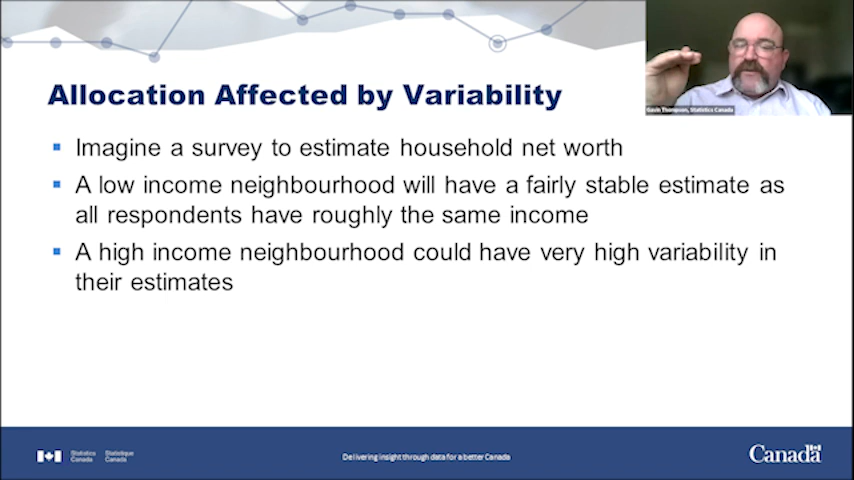 Gavin Thompson, Statistics Canada
Allocation Affected by Variability
Imagine a survey to estimate household net worth
A low income neighbourhood will have a fairly stable estimate as
all respondents have roughly the same income
A high income neighbourhood could have very high variability in
their estimates
Statistics
Canada
Statistique
Canada
Delivering insight through data for a better Canada
Canada